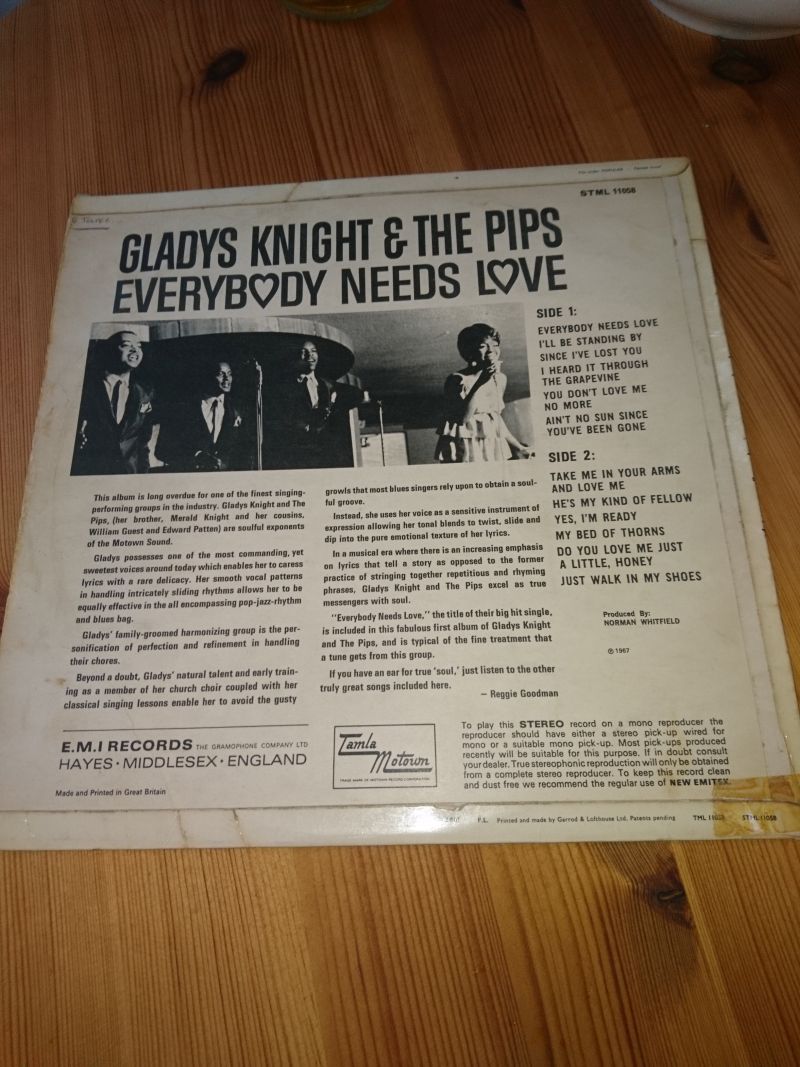 STML 11058
GLADYS KNIGHT & THE PIPS
EVERYBODY NEEDS LOVE
SIDE 1:
EVERYBODY NEEDS LOVE
I'LL BE STANDING BY
SINCE I'VE LOST YOU
I HEARD IT THROUGH
THE GRAPEVINE
YOU DON'T LOVE ME
NO MORE
AIN'T NO SUN SINCE
YOU'VE BEEN GONE
SIDE 2:
TAKE ME IN YOUR ARMS
AND LOVE ME
HE'S MY KIND OF FELLOW
YES, I'M READY
MY BED OF THORNS
DO YOU LOVE ME JUST
A LITTLE, HONEY
JUST WALK IN MY SHOES
Produced By:
NORMAN WHITFIELD
℗ 1967
This album is long overdue for one of the finest singing-
performing groups in the industry. Gladys Knight and The
Pips, (her brother, Merald Knight and her cousins,
William Guest and Edward Patten) are soulful exponents
of the Motown Sound.
Gladys possesses one of the most commanding, yet
sweetest voices around today which enables her to caress
lyrics with a rare delicacy. Her smooth vocal patterns
in handling intricately sliding rhythms allows her to be
equally effective in the all encompassing pop-jazz-rhythm
and blues bag.
Gladys' family-groomed harmonizing group is the per-
sonification of perfection and refinement in handling
their chores.
Beyond a doubt, Gladys' natural talent and early train-
ing as a member of her church choir coupled with her
classical singing lessons enable her to avoid the gusty
growls that most blues singers rely upon to obtain a soul-
ful groove.
Instead, she uses her voice as a sensitive instrument of
expression allowing her tonal blends to twist, slide and
dip into the pure emotional texture of her lyrics.
In a musical era where there is an increasing emphasis
on lyrics that tell a story as opposed to the former
practice of stringing together repetitious and rhyming
phrases, Gladys Knight and The Pips excel as true
messengers with soul.
"Everybody Needs Love," the title of their big hit single,
is included in this fabulous first album of Gladys Knight
and The Pips, and is typical of the fine treatment that
a tune gets from this group.
If you have an ear for true 'soul,' just listen to the other
truly great songs included here.
— Reggie Goodman
E.M.I RECORDS THE GRAMOPHONE COMPANY LTD
HAYES · MIDDLESEX · ENGLAND
Made and Printed in Great Britain
Tamla
Motown
TRADE MARK OF MOTOWN RECORD CORPORATION
To play this STEREO record on a mono reproducer the
reproducer should have either a stereo pick-up wired for
mono or a suitable mono pick-up. Most pick-ups produced
recently will be suitable for this purpose. If in doubt consult
your dealer. True stereophonic reproduction will only be obtained
from a complete stereo reproducer. To keep this record clean
and dust free we recommend the regular use of NEW EMITEX.
P.L. Printed and made by Garrod & Lofthouse Ltd. Patents pending TML 11058 STML 11058